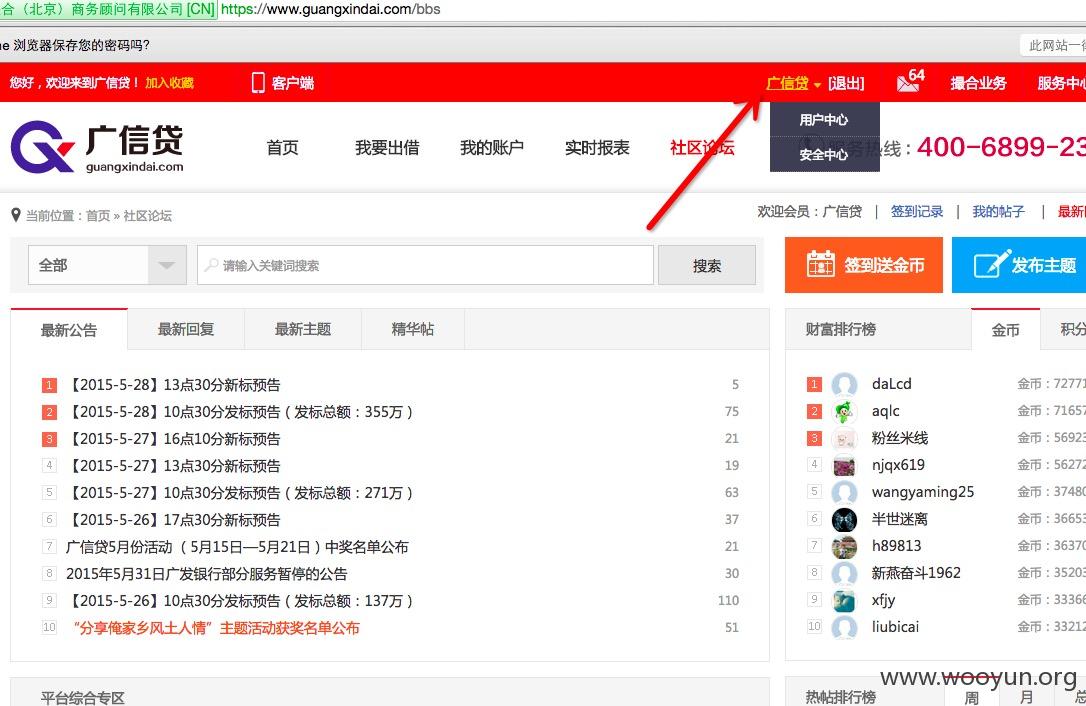 合（北京）商务顾问有限公司 [CN] https://www.guangxindai.com/bbs
浏览器保存您的密码吗?
此网站一
您好，欢迎来到广信贷！ 加入收藏 客户端 广信贷 [退出] 64 撮合业务 服务中心
用户中心
安全中心
广信贷
guangxindai.com
首页 我要出借 我的账户 实时报表 社区论坛 服务热线：400-6899-23
当前位置：首页 » 社区论坛
欢迎会员：广信贷 | 签到记录 | 我的帖子 | 最新
全部 请输入关键词搜索 搜索 签到送金币 发布主题
最新公告 最新回复 最新主题 精华帖
1 【2015-5-28】13点30分新标预告 5
2 【2015-5-28】10点30分发标预告（发标总额：355万） 75
3 【2015-5-27】16点10分新标预告 21
4 【2015-5-27】13点30分新标预告 19
5 【2015-5-27】10点30分发标预告（发标总额：271万） 63
6 【2015-5-26】17点30分新标预告 37
7 广信贷5月份活动 （ 5月15日—5月21日 ) 中奖名单公布 21
8 2015年5月31日广发银行部分服务暂停的公告 30
9 【2015-5-26】10点30分发标预告（发标总额：137万） 110
10 “分享俺家乡风土人情” 主题活动获奖名单公布 51
财富排行榜 金币 积分
1 daLcd 金币：72771
2 aqlc 金币：71657
3 粉丝米线 金币：56923
4 njqx619 金币：56272
5 wangyaming25 金币：37480
6 半世迷离 金币：36653
7 h89813 金币：36370
8 新燕奋斗1962 金币：35203
9 xfjy 金币：33366
10 liubicai 金币：33212
平台综合专区
热帖排行榜 周 月 总
www.wooyun.org